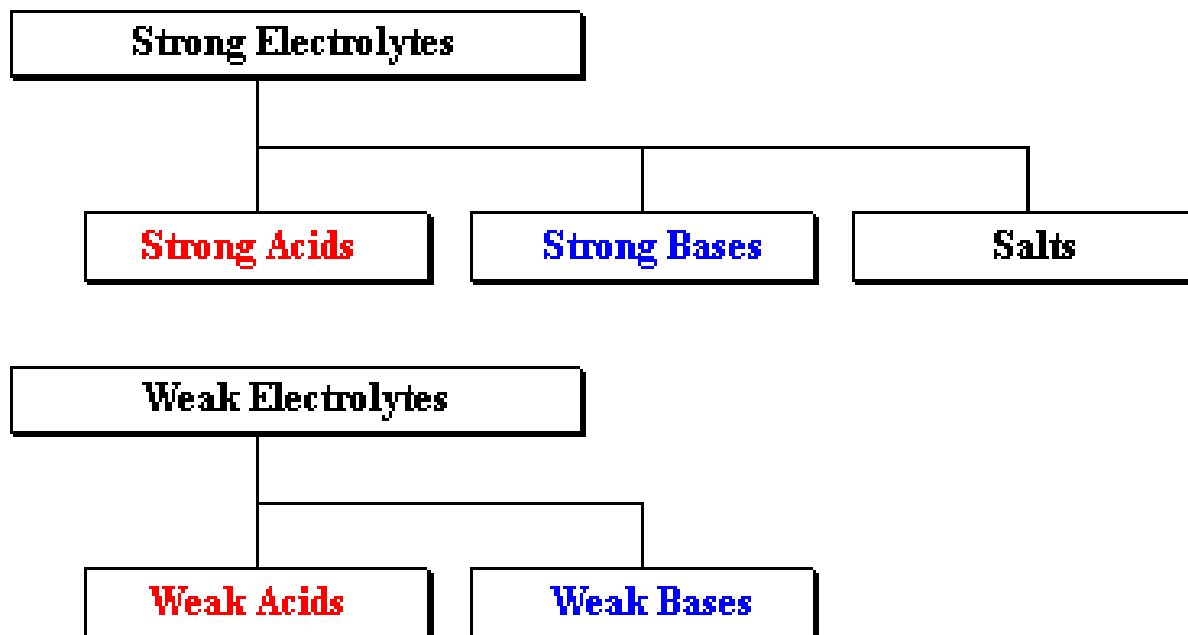 Strong Electrolytes
Strong Acids
Strong Bases
Salts
Weak Electrolytes
Weak Acids
Weak Bases